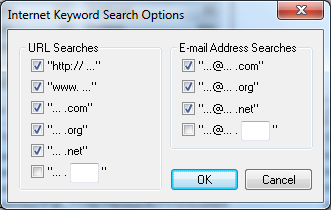 Internet Keyword Search Options
URL Searches
"http:// ..."
"www. ..."
"... .com"
"... .org"
"... .net"
"... . "
E-mail Address Searches
"...@... .com"
"...@... .org"
"...@... .net"
"...@... . "
OK
Cancel